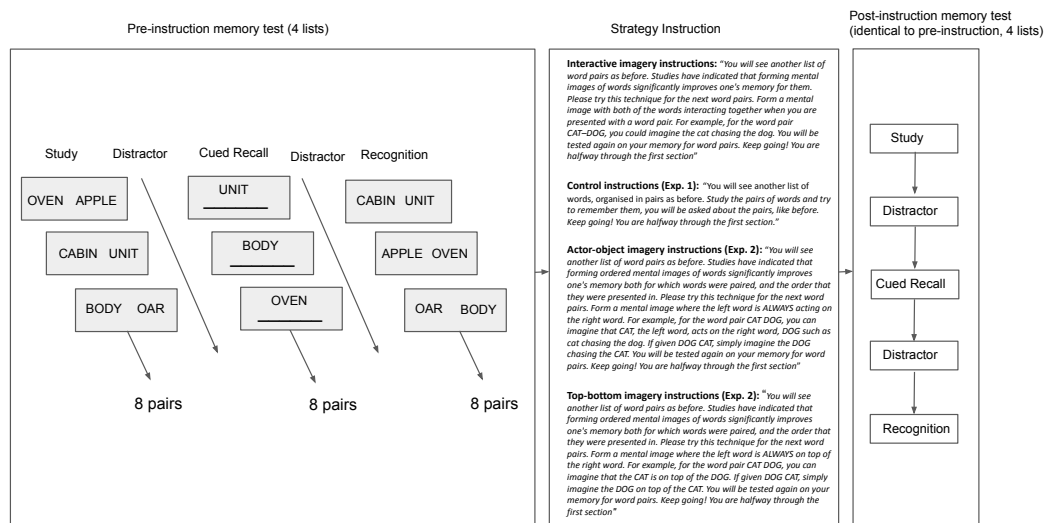 Pre-instruction memory test (4 lists)
Study
Distractor
Cued Recall
Distractor
Recognition
OVEN APPLE
CABIN UNIT
BODY OAR
8 pairs
UNIT
BODY
OVEN
8 pairs
CABIN UNIT
APPLE OVEN
OAR BODY
8 pairs
Strategy Instruction
Interactive imagery instructions: "You will see another list of
word pairs as before. Studies have indicated that forming mental
images of words significantly improves one's memory for them.
Please try this technique for the next word pairs. Form a mental
image with both of the words interacting together when you are
presented with a word pair. For example, for the word pair
CAT–DOG, you could imagine the cat chasing the dog. You will be
tested again on your memory for word pairs. Keep going! You are
halfway through the first section"
Control instructions (Exp. 1): "You will see another list of
words, organised in pairs as before. Study the pairs of words and try
to remember them, you will be asked about the pairs, like before.
Keep going! You are halfway through the first section."
Actor-object imagery instructions (Exp. 2): "You will see
another list of word pairs as before. Studies have indicated that
forming ordered mental images of words significantly improves
one's memory both for which words were paired, and the order that
they were presented in. Please try this technique for the next word
pairs. Form a mental image where the left word is ALWAYS acting on
the right word. For example, for the word pair CAT DOG, you can
imagine that CAT, the left word, acts on the right word, DOG such as
cat chasing the dog. If given DOG CAT, simply imagine the DOG
chasing the CAT. You will be tested again on your memory for word
pairs. Keep going! You are halfway through the first section"
Top-bottom imagery instructions (Exp. 2): "You will see
another list of word pairs as before. Studies have indicated that
forming ordered mental images of words significantly improves
one's memory both for which words were paired, and the order that
they were presented in. Please try this technique for the next word
pairs. Form a mental image where the left word is ALWAYS on top of
the right word. For example, for the word pair CAT DOG, you can
imagine that the CAT is on top of the DOG. If given DOG CAT, simply
imagine the DOG on top of the CAT. You will be tested again on your
memory for word pairs. Keep going! You are halfway through the
first section"
Post-instruction memory test
(identical to pre-instruction, 4 lists)
Study
Distractor
Cued Recall
Distractor
Recognition